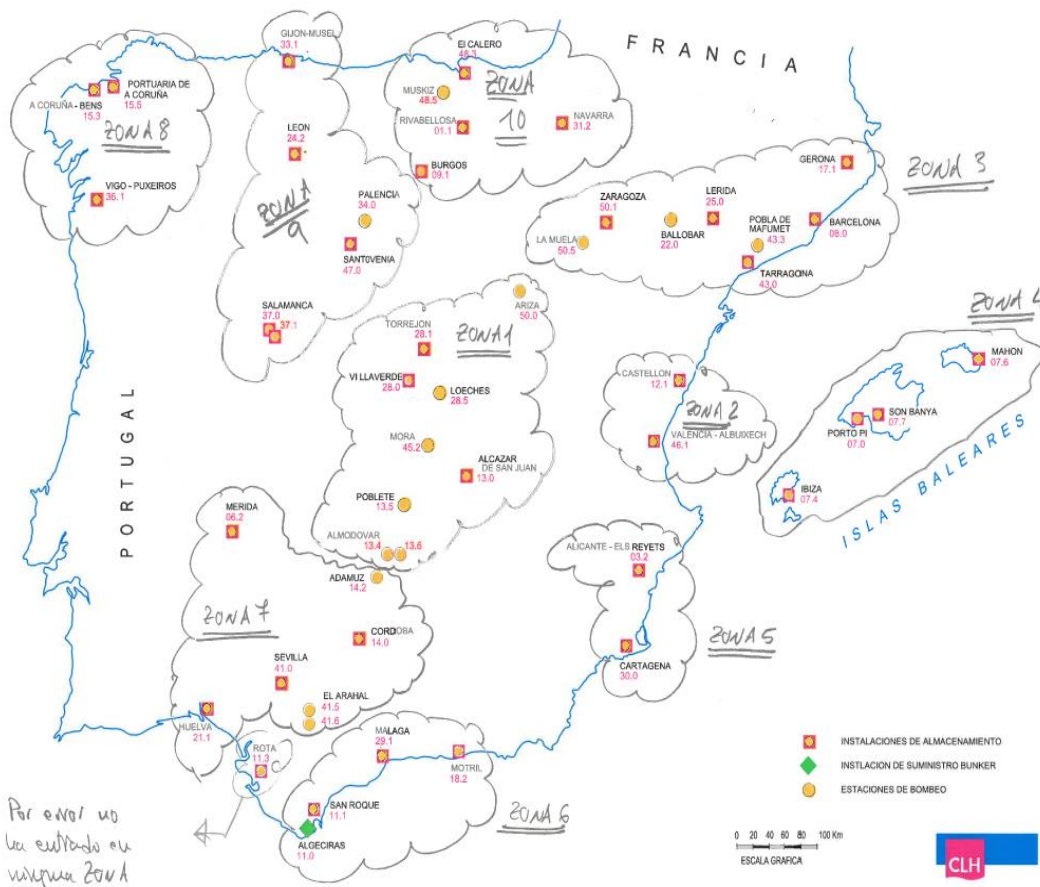 FRANCIA
PORTUGAL
ISLAS BALEARES
GIJON-MUSEL
33.1
A CORUÑA - BENS
15.3
PORTUARIA DE
A CORUÑA
15.5
ZONA 8
VIGO - PUXEIROS
36.1
LEON
24.2
ZONA
9
PALENCIA
34.0
SANTOVENIA
47.0
SALAMANCA
37.0
37.1
El CALERO
48.3
MUSKIZ
48.5
ZONA
10
RIVABELLOSA
01.1
NAVARRA
31.2
BURGOS
09.1
GERONA
17.1
ZONA 3
ZARAGOZA
50.1
LERIDA
25.0
LA MUELA
50.5
BALLOBAR
22.0
POBLA DE
MAFUMET
43.3
BARCELONA
08.0
TARRAGONA
43.0
ARIZA
50.0
ZONA 1
TORREJON
28.1
VILLAVERDE
28.0
LOECHES
28.5
MORA
45.2
ALCAZAR
DE SAN JUAN
13.0
POBLETE
13.5
ALMODOVAR
13.4
13.6
ZONA 4
MAHON
07.6
SON BANYA
07.7
PORTO PI
07.0
IBIZA
07.4
CASTELLON
12.1
ZONA 2
VALENCIA - ALBUIXECH
46.1
ALICANTE - ELS REYETS
03.2
ZONA 5
CARTAGENA
30.0
MERIDA
06.2
ADAMUZ
14.2
ZONA 7
CORDOBA
14.0
SEVILLA
41.0
EL ARAHAL
41.5
41.6
HUELVA
21.1
ROTA
11.3
MALAGA
29.1
MOTRIL
18.2
SAN ROQUE
11.1
ALGECIRAS
11.0
ZONA 6
Por error no
ha entrado en
ninguna ZONA
INSTALACIONES DE ALMACENAMIENTO
INSTLACION DE SUMINISTRO BUNKER
ESTACIONES DE BOMBEO
0 20 40 60 80 100 Km
ESCALA GRAFICA
CLH